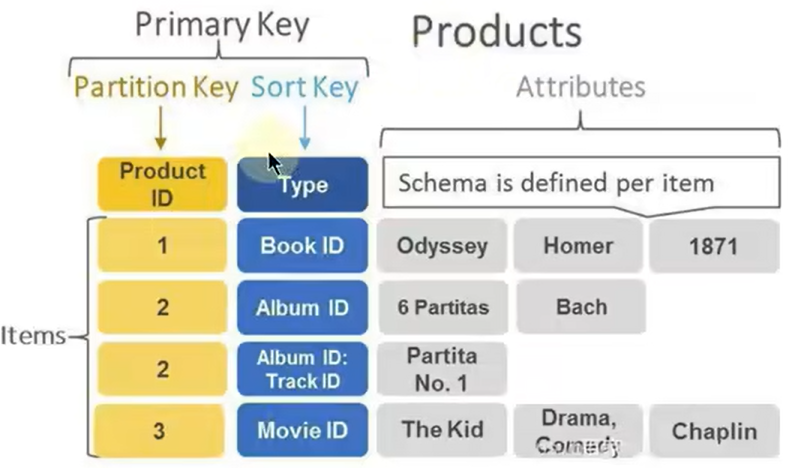 Primary Key
Products
Partition Key Sort Key
Attributes
Product
ID
Type
Schema is defined per item
1
Book ID
Odyssey
Homer
1871
2
Album ID
6 Partitas
Bach
Items
2
Album ID:
Track ID
Partita
No. 1
3
Movie ID
The Kid
Drama,
Comedy
Chaplin